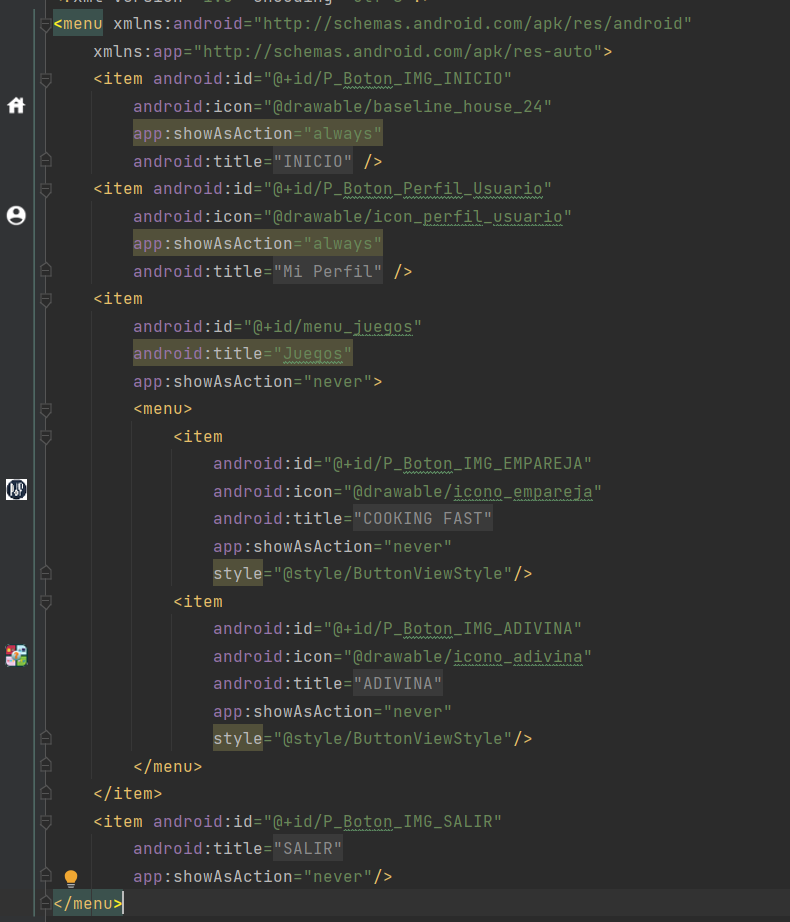 <menu xmlns:android="http://schemas.android.com/apk/res/android"
xmlns:app="http://schemas.android.com/apk/res-auto">
<item android:id="@+id/P_Boton_IMG_INICIO"
android:icon="@drawable/baseline_house_24"
app:showAsAction="always"
android:title="INICIO" />
<item android:id="@+id/P_Boton_Perfil_Usuario"
android:icon="@drawable/icon_perfil_usuario"
app:showAsAction="always"
android:title="Mi Perfil" />
<item
android:id="@+id/menu_juegos"
android:title="Juegos"
app:showAsAction="never">
<menu>
<item
android:id="@+id/P_Boton_IMG_EMPAREJA"
android:icon="@drawable/icono_empareja"
android:title="COOKING FAST"
app:showAsAction="never"
style="@style/ButtonViewStyle"/>
<item
android:id="@+id/P_Boton_IMG_ADIVINA"
android:icon="@drawable/icono_adivina"
android:title="ADIVINA"
app:showAsAction="never"
style="@style/ButtonViewStyle"/>
</menu>
</item>
<item android:id="@+id/P_Boton_IMG_SALIR"
android:title="SALIR"
app:showAsAction="never"/>
</menu>